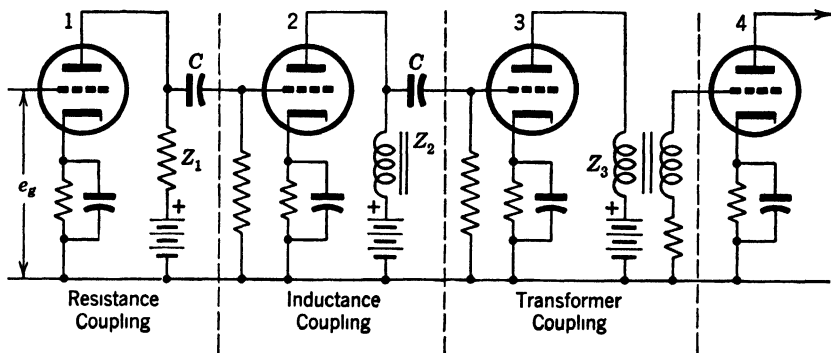 1
2
3
4
C
C
Z1
Z2
Z3
eg
+
+
+
Resistance
Coupling
Inductance
Coupling
Transformer
Coupling